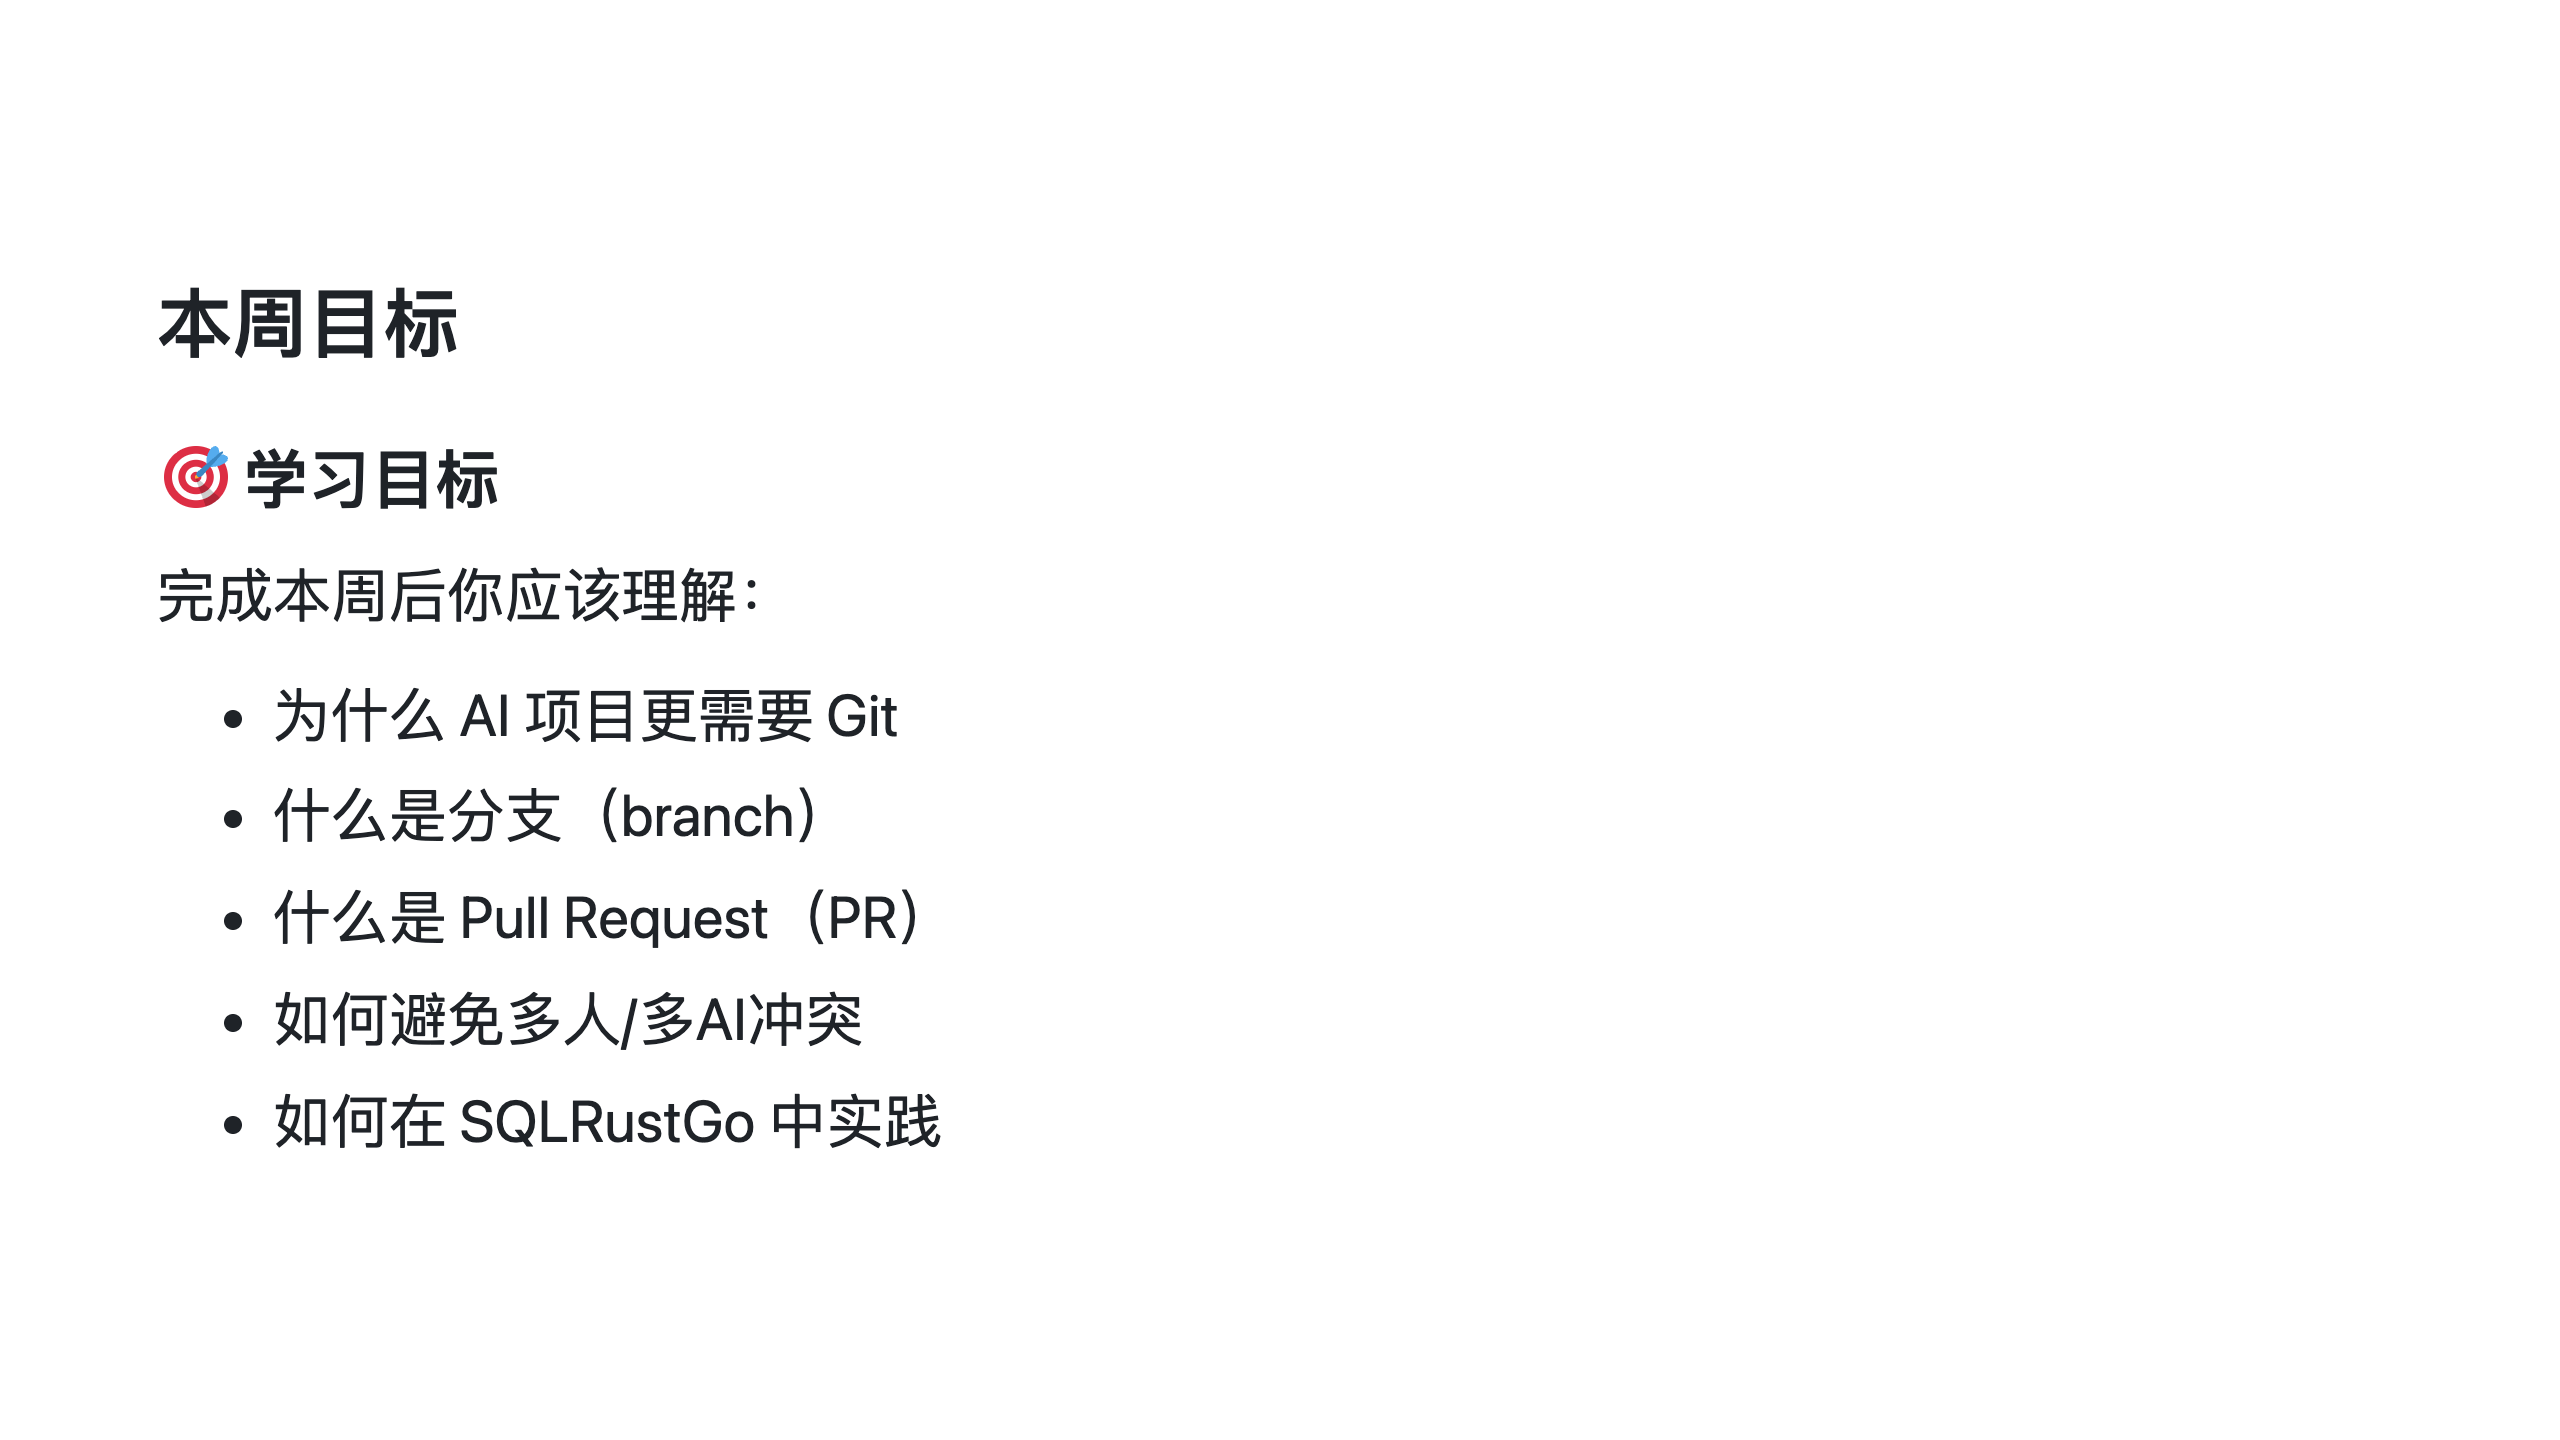 本周目标
🎯 学习目标
完成本周后你应该理解：
• 为什么 AI 项目更需要 Git
• 什么是分支（branch）
• 什么是 Pull Request（PR）
• 如何避免多人/多AI冲突
• 如何在 SQLRustGo 中实践